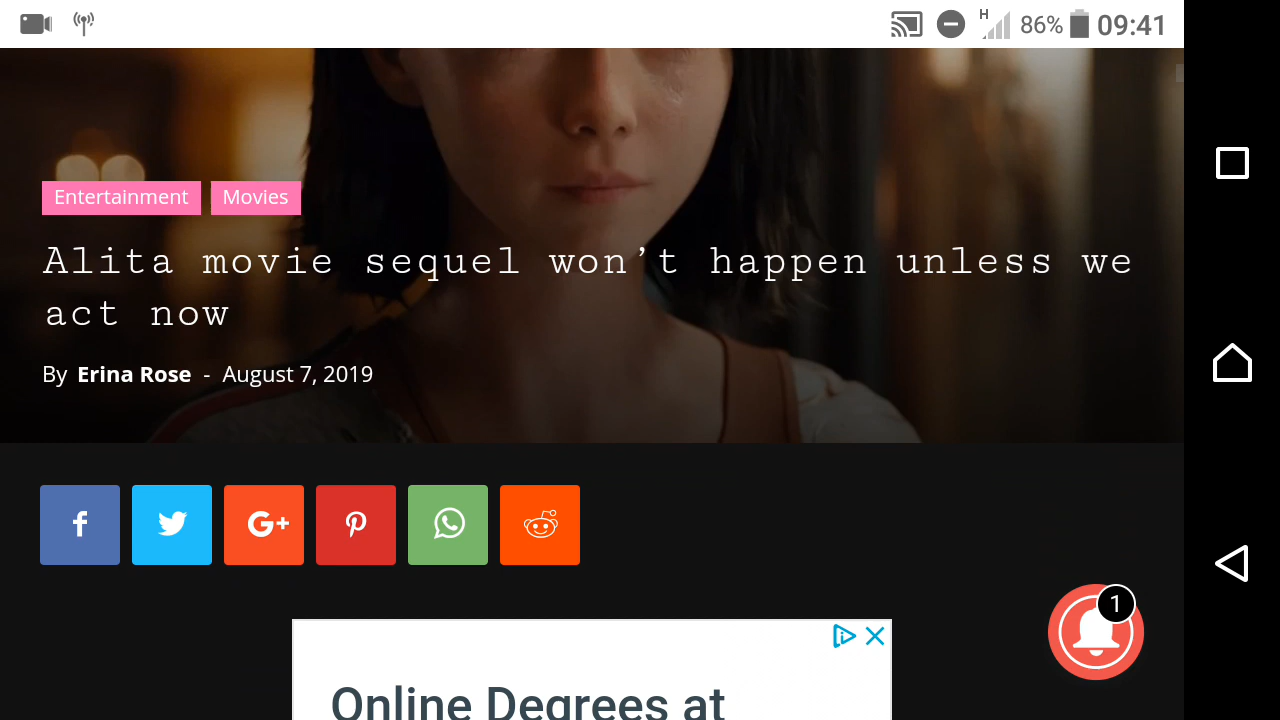 H 86% 09:41
Entertainment Movies
Alita movie sequel won’t happen unless we
act now
By Erina Rose - August 7, 2019
f G+
1
Online Degrees at